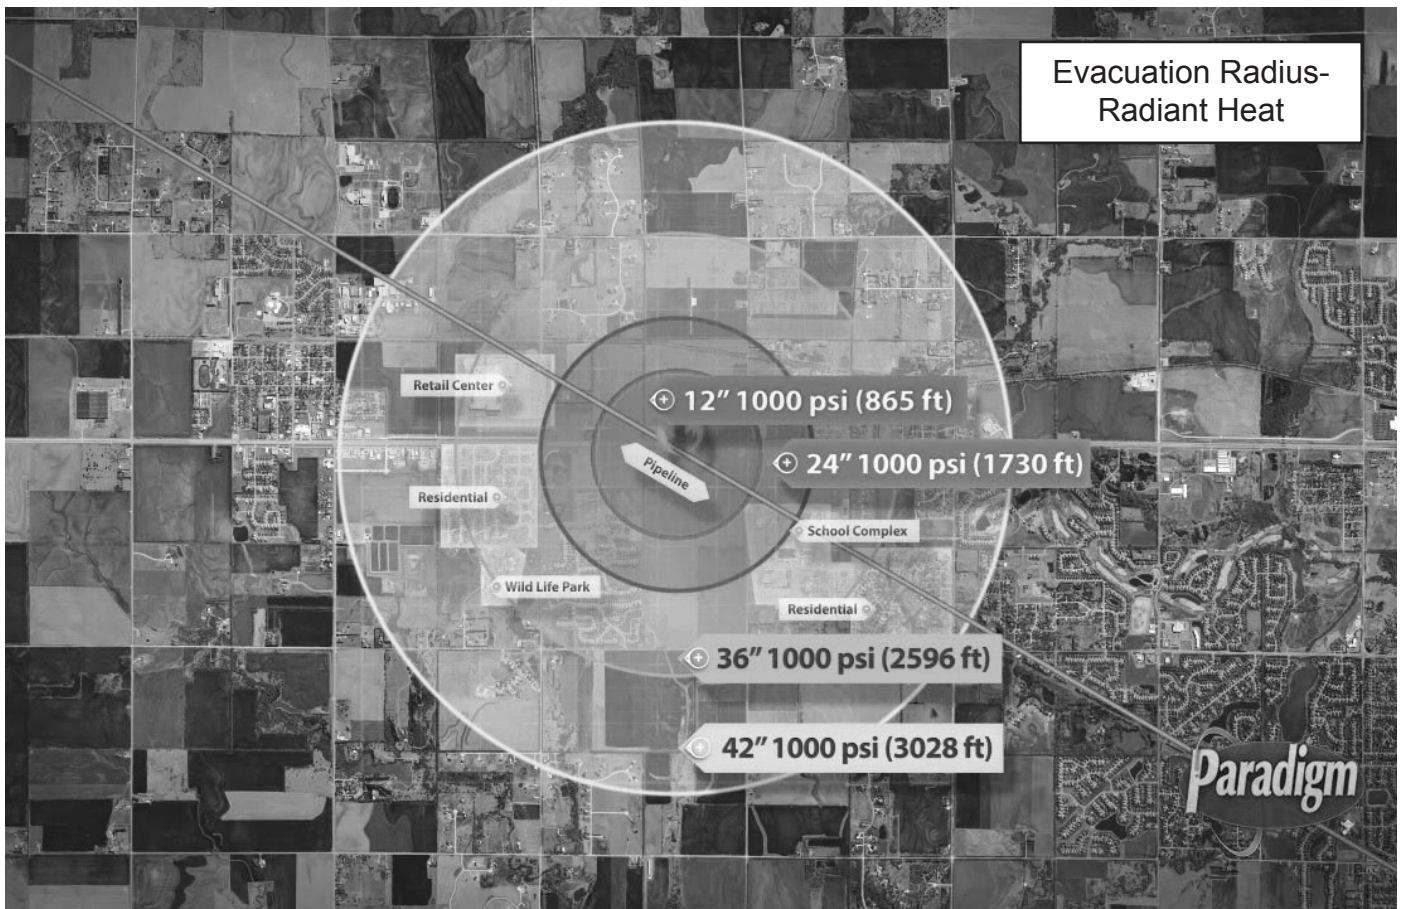 Evacuation Radius-
Radiant Heat
Retail Center
12” 1000 psi (865 ft)
24” 1000 psi (1730 ft)
Pipeline
Residential
School Complex
Wild Life Park
Residential
36” 1000 psi (2596 ft)
42” 1000 psi (3028 ft)
Paradigm